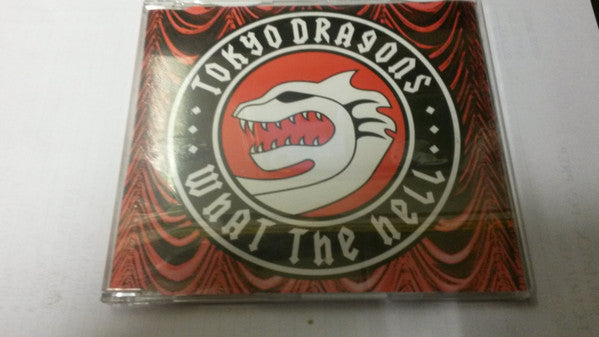 TOKYO DRAGONS
WHAT THE HELL